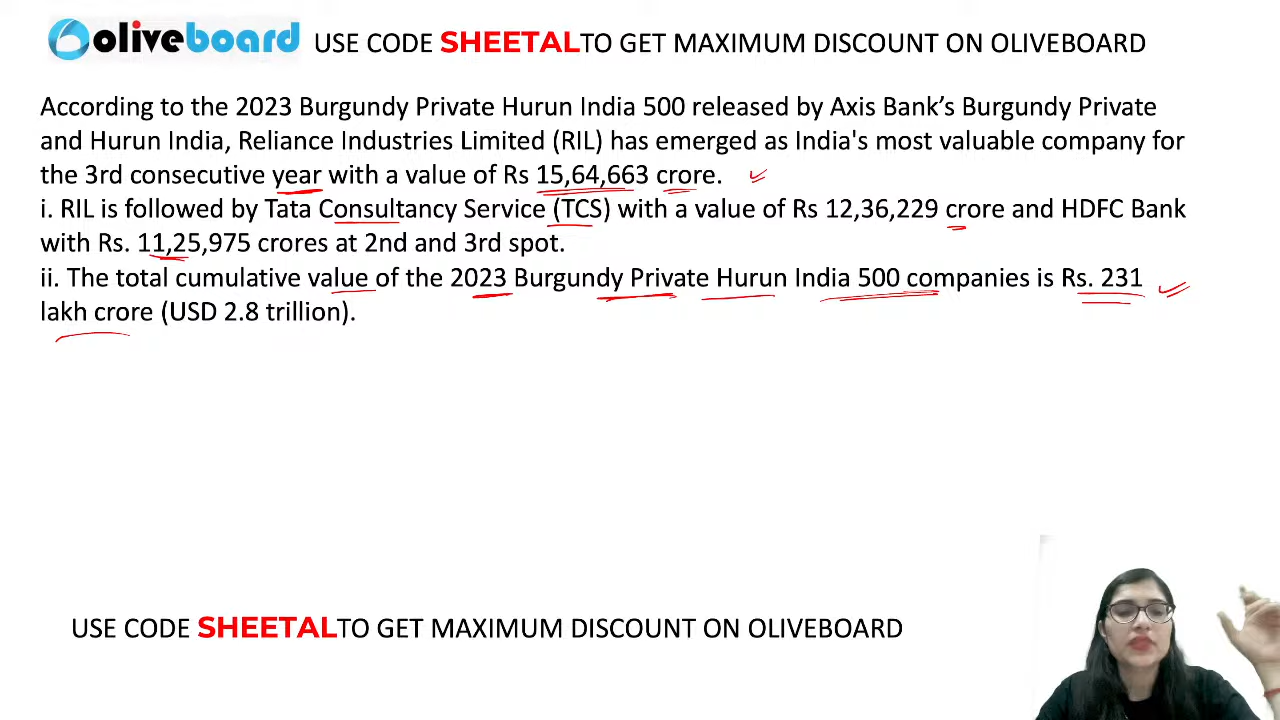 oliveboard USE CODE SHEETALTO GET MAXIMUM DISCOUNT ON OLIVEBOARD
According to the 2023 Burgundy Private Hurun India 500 released by Axis Bank’s Burgundy Private
and Hurun India, Reliance Industries Limited (RIL) has emerged as India's most valuable company for
the 3rd consecutive year with a value of Rs 15,64,663 crore.
i. RIL is followed by Tata Consultancy Service (TCS) with a value of Rs 12,36,229 crore and HDFC Bank
with Rs. 11,25,975 crores at 2nd and 3rd spot.
ii. The total cumulative value of the 2023 Burgundy Private Hurun India 500 companies is Rs. 231
lakh crore (USD 2.8 trillion).
USE CODE SHEETALTO GET MAXIMUM DISCOUNT ON OLIVEBOARD